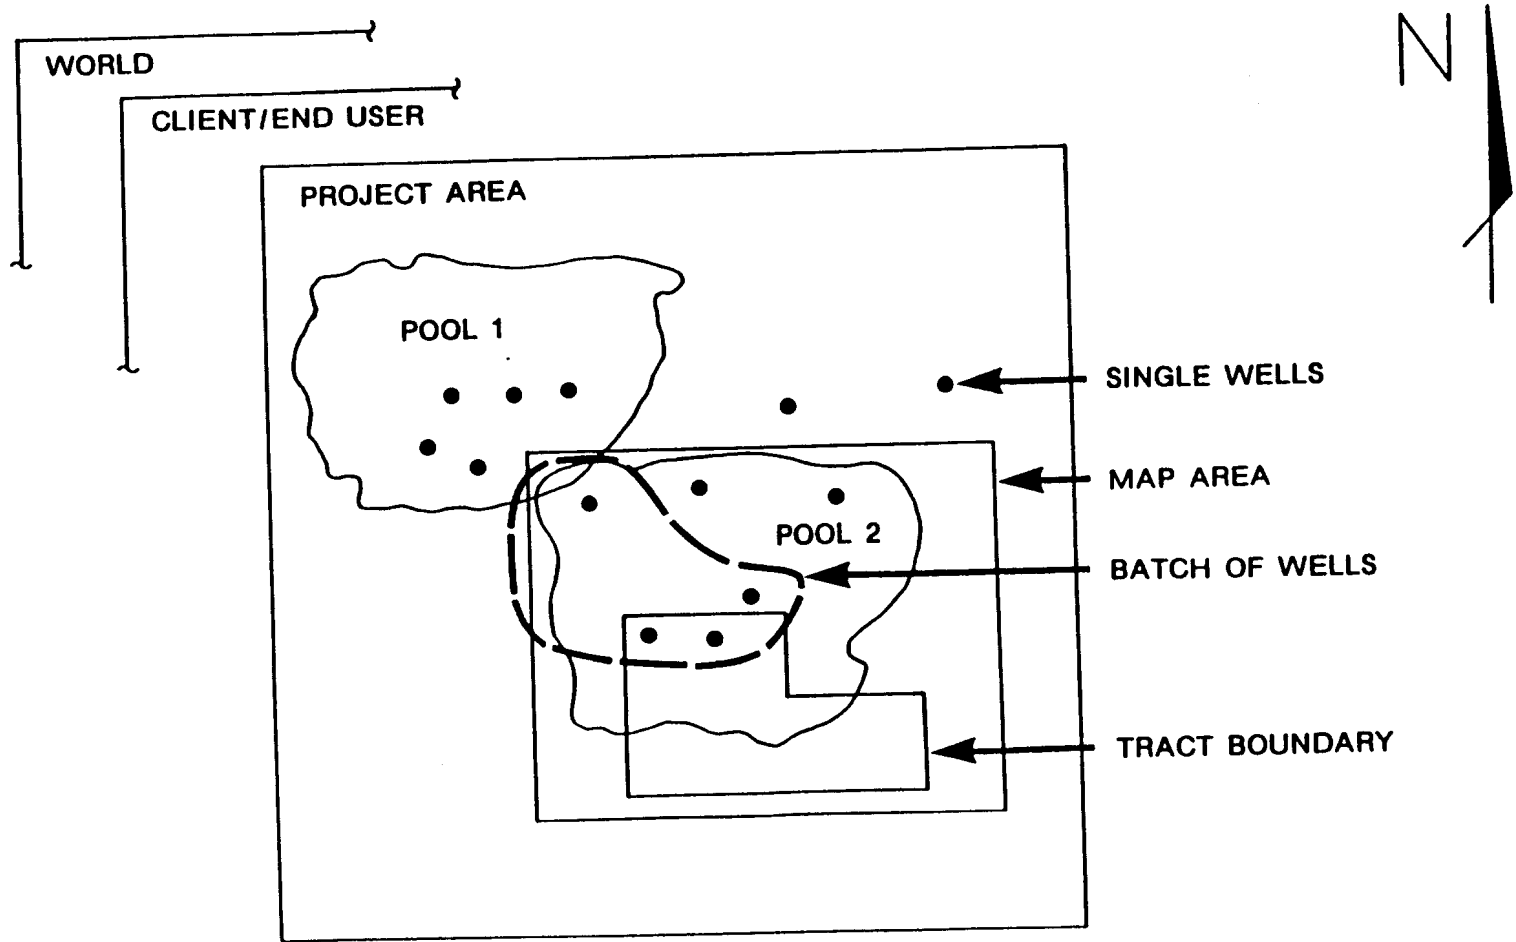 N
WORLD
CLIENT/END USER
PROJECT AREA
POOL 1
SINGLE WELLS
MAP AREA
POOL 2
BATCH OF WELLS
TRACT BOUNDARY